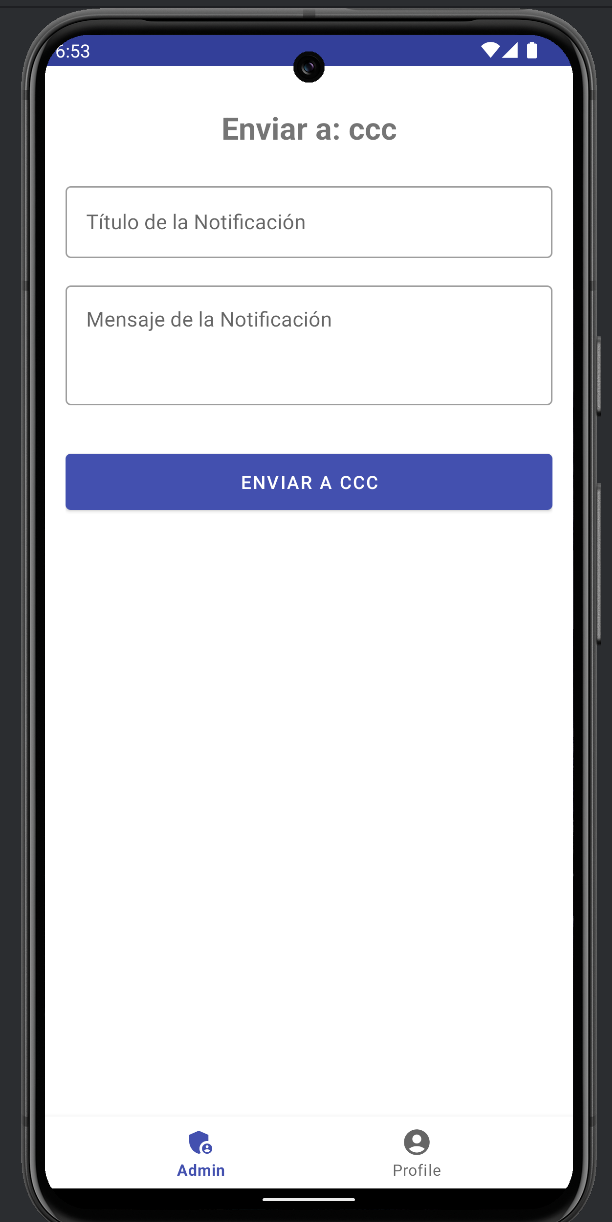 6:53
Enviar a: ccc
Título de la Notificación
Mensaje de la Notificación
ENVIAR A CCC
Admin
Profile